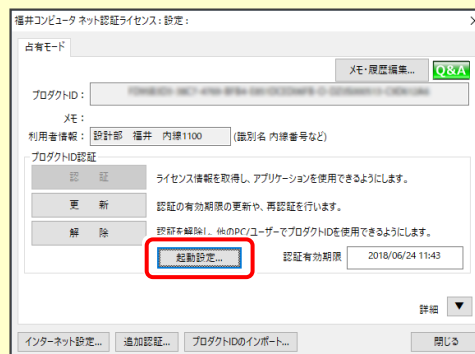 福井コンピュータ ネット認証ライセンス : 設定 :
占有モード
メモ・履歴編集... Q&A
プロダクトID :
メモ :
利用者情報 : 設計部 福井 内線1100 (識別名 内線番号など)
プロダクトID認証
認 証 ライセンス情報を取得し、アプリケーションを使用できるようにします。
更 新 認証の有効期限の更新や、再認証を行います。
解 除 認証を解除し、他のPC/ユーザーでプロダクトIDを使用できるようにします。
起動設定... 認証有効期限 2018/06/24 11:43
詳細 ▼
インターネット設定... 追加認証... プロダクトIDのインポート... 閉じる